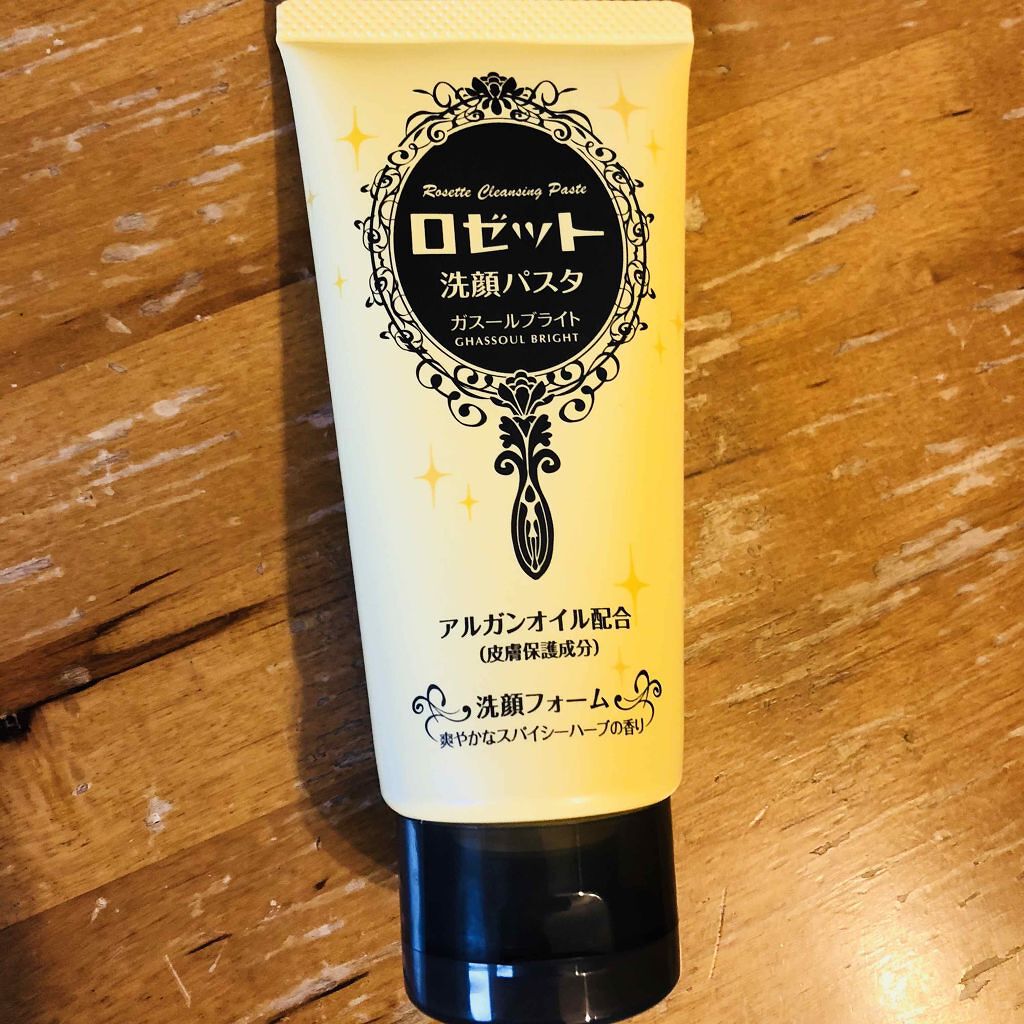 Rosette Cleansing Paste
ロゼット
洗顔パスタ
ガスールブライト
GHASSOUL BRIGHT
アルガンオイル配合
(皮膚保護成分)
洗顔フォーム
爽やかなスパイシーハーブの香り